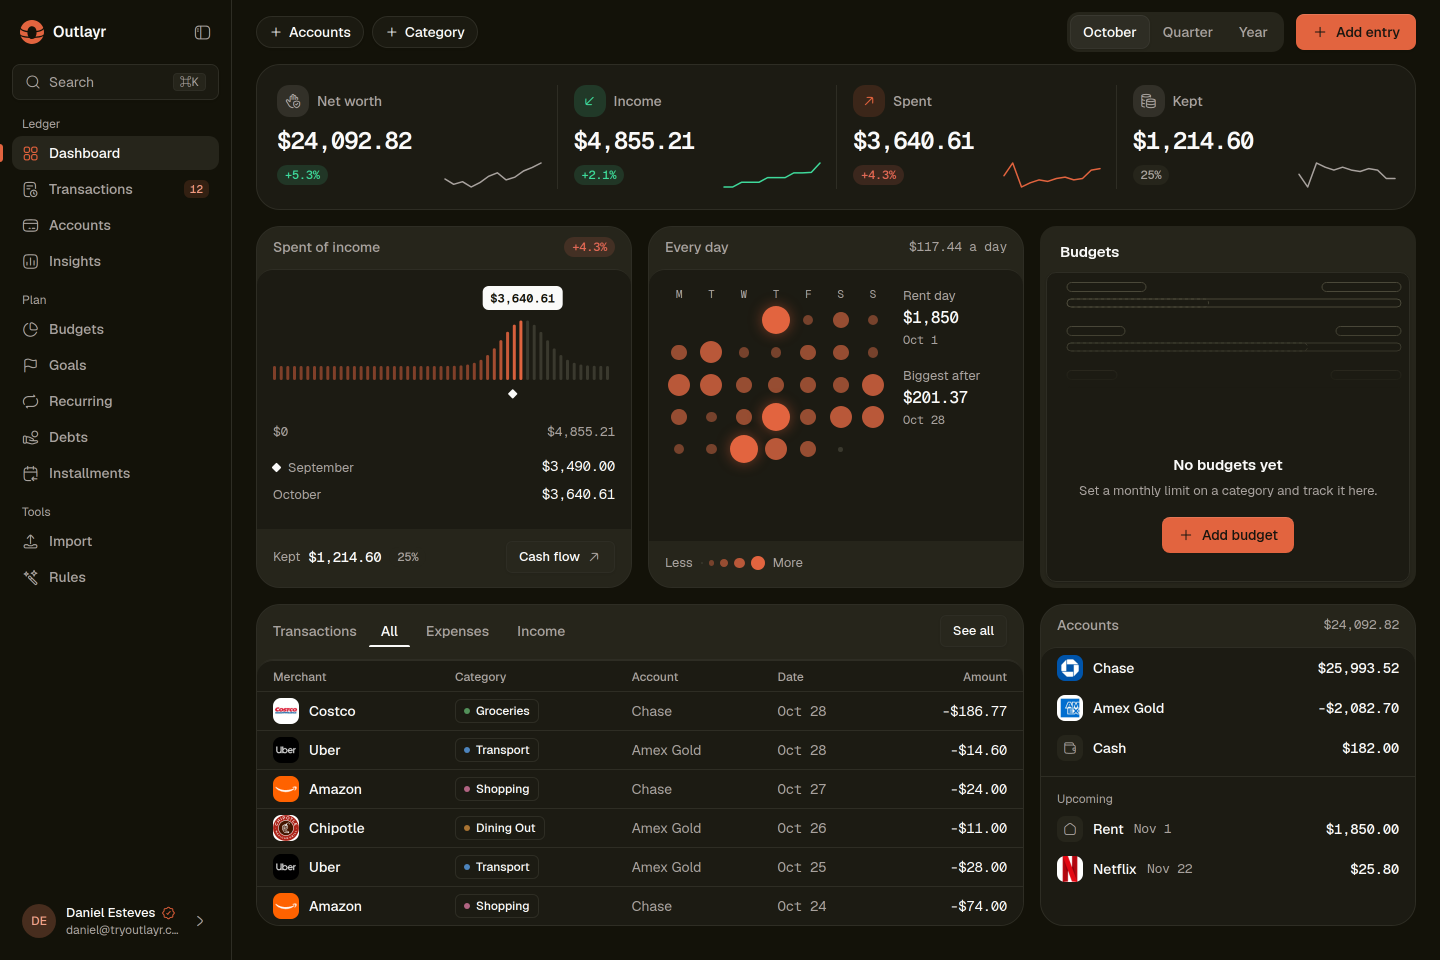 Outlayr
Search ⌘K
Ledger
Dashboard
Transactions 12
Accounts
Insights
Plan
Budgets
Goals
Recurring
Debts
Installments
Tools
Import
Rules
DE
Daniel Esteves
daniel@tryoutlayr.c...
+ Accounts
+ Category
October Quarter Year
+ Add entry
Net worth
$24,092.82
+5.3%
Income
$4,855.21
+2.1%
Spent
$3,640.61
+4.3%
Kept
$1,214.60
25%
Spent of income +4.3%
$3,640.61
$0 $4,855.21
September $3,490.00
October $3,640.61
Kept $1,214.60 25% Cash flow
Every day $117.44 a day
M T W T F S S
Rent day
$1,850
Oct 1
Biggest after
$201.37
Oct 28
Less More
Budgets
No budgets yet
Set a monthly limit on a category and track it here.
+ Add budget
Transactions All Expenses Income See all
Merchant Category Account Date Amount
Costco Costco Groceries Chase Oct 28 -$186.77
Uber Uber Transport Amex Gold Oct 28 -$14.60
Amazon Shopping Chase Oct 27 -$24.00
Chipotle Dining Out Amex Gold Oct 26 -$11.00
Uber Uber Transport Amex Gold Oct 25 -$28.00
Amazon Shopping Chase Oct 24 -$74.00
Accounts $24,092.82
Chase $25,993.52
AM
EX
Amex Gold -$2,082.70
Cash $182.00
Upcoming
Rent Nov 1 $1,850.00
N Netflix Nov 22 $25.80